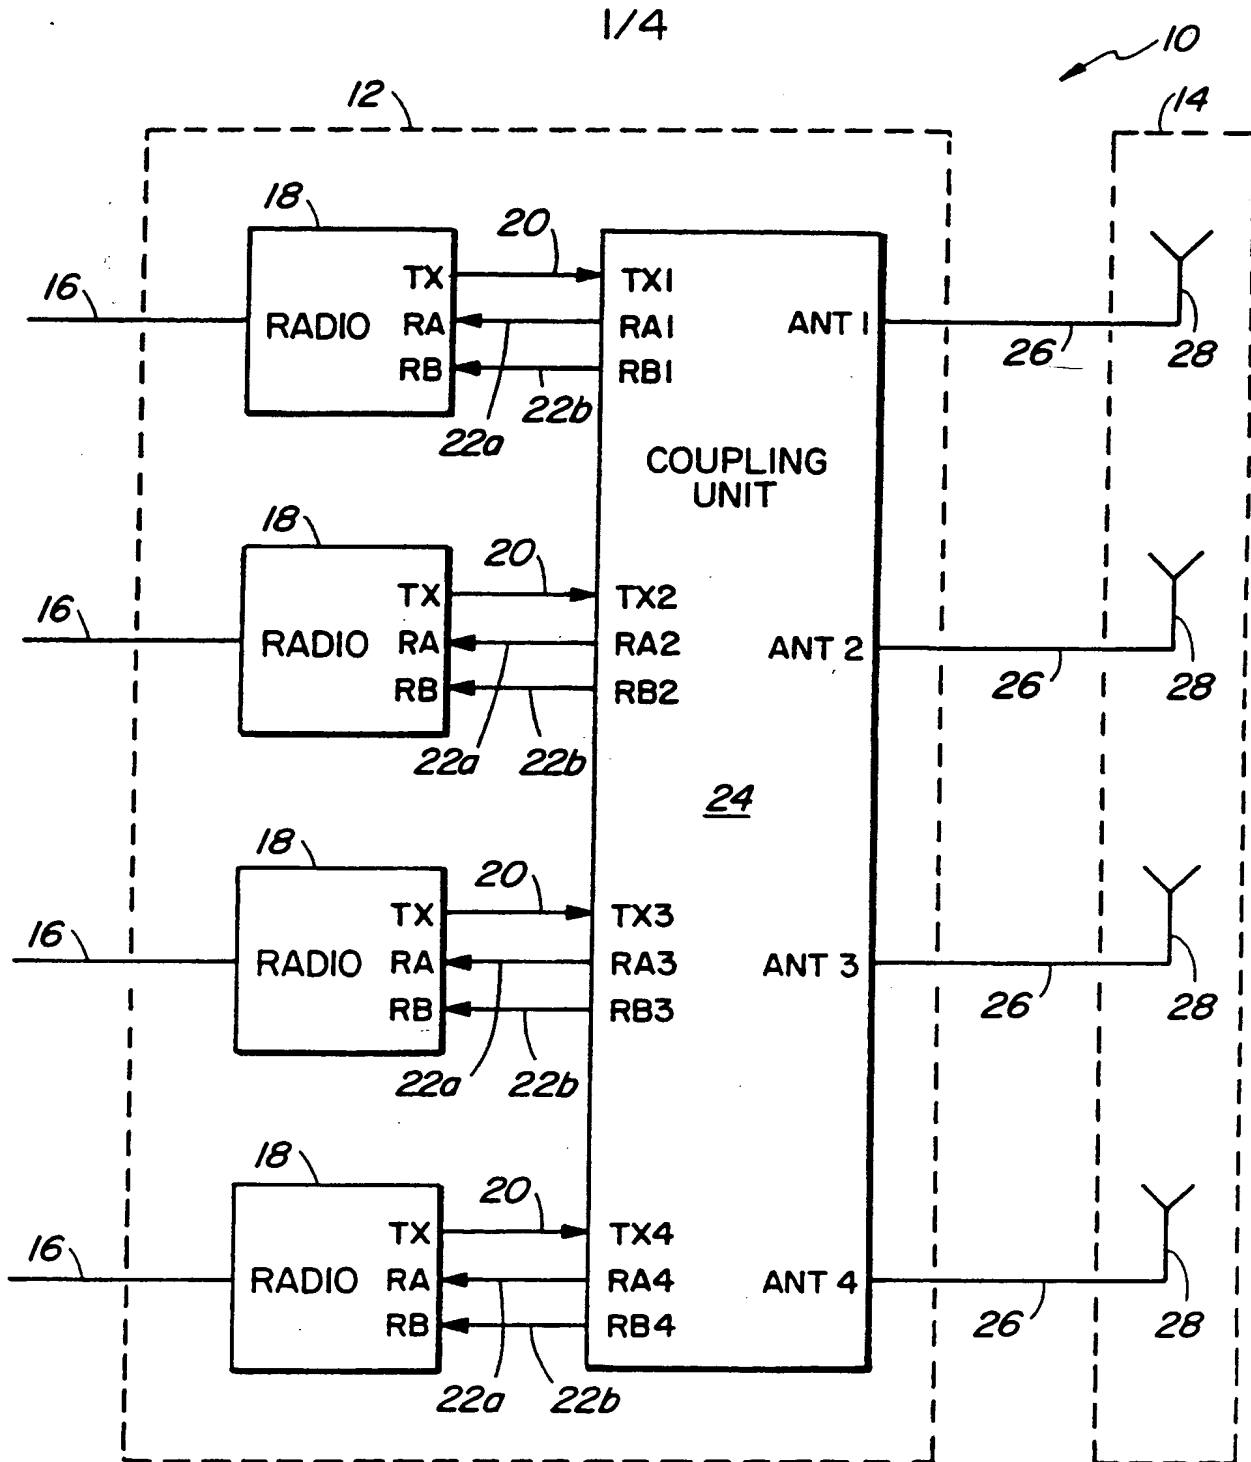 1/4
10
12
14
18
20
16
TX
TX1
RADIO
RA
RA1
ANT 1
RB
RB1
26
28
22a
22b
COUPLING
UNIT
18
20
16
TX
TX2
RADIO
RA
RA2
ANT 2
RB
RB2
26
28
22a
22b
24
18
20
16
TX
TX3
RADIO
RA
RA3
ANT 3
RB
RB3
26
28
22a
22b
18
20
16
TX
TX4
RADIO
RA
RA4
ANT 4
RB
RB4
26
28
22a
22b